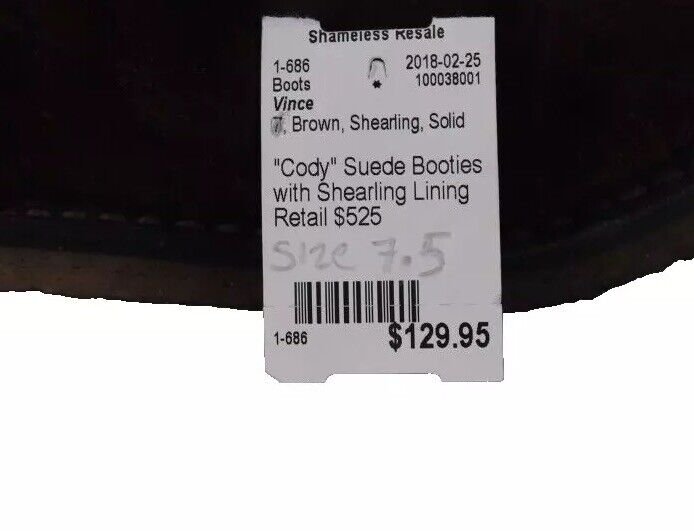 Shameless Resale
1-686 2018-02-25
Boots 100038001
Vince
7, Brown, Shearling, Solid
"Cody" Suede Booties
with Shearling Lining
Retail $525
Size 7.5
1-686 $129.95